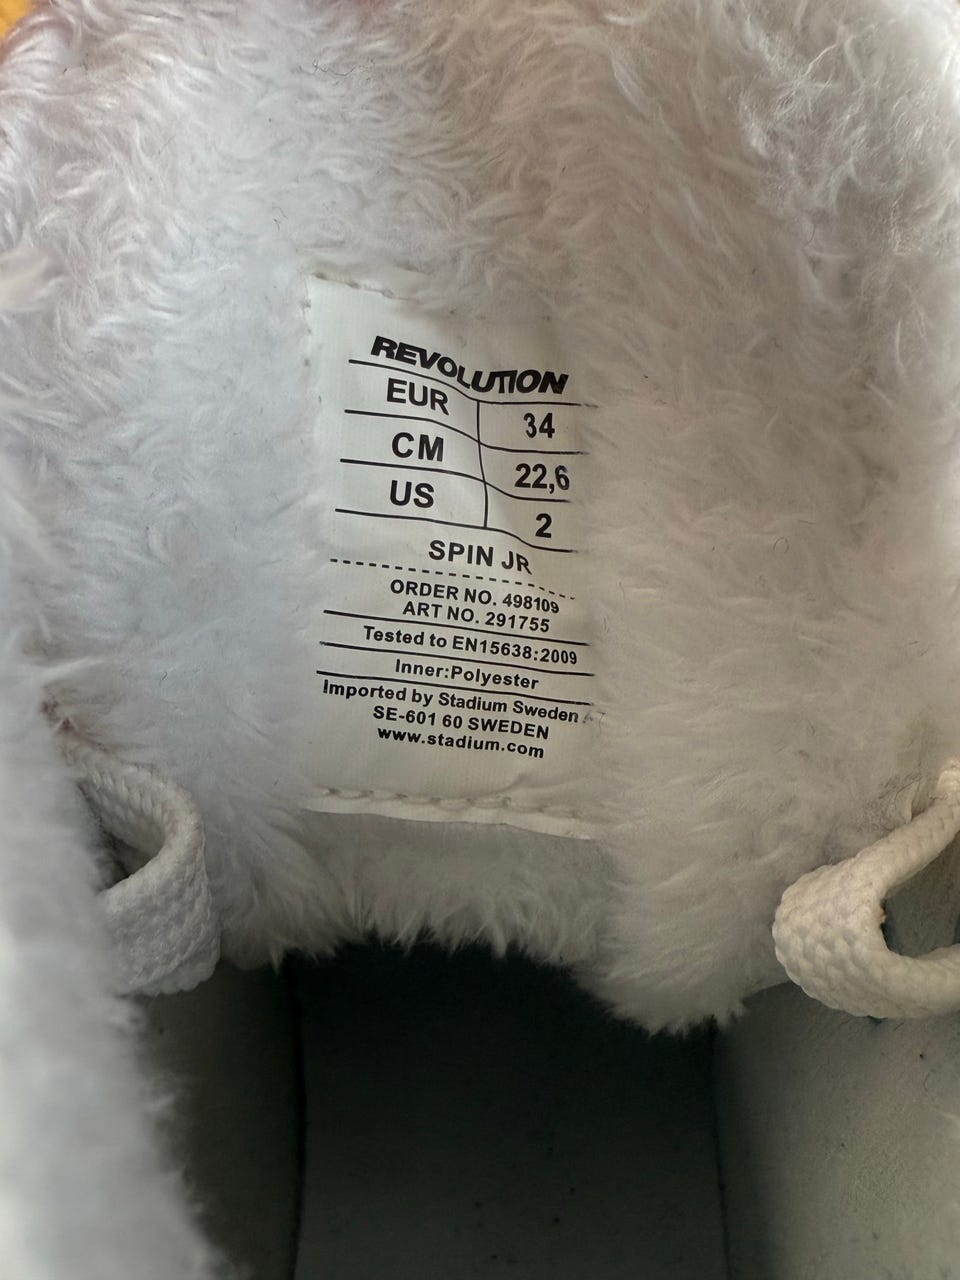 REVOLUTION
EUR 34
CM 22,6
US 2
SPIN JR
ORDER NO. 498109
ART NO. 291755
Tested to EN15638:2009
Inner:Polyester
Imported by Stadium Sweden
SE-601 60 SWEDEN
www.stadium.com